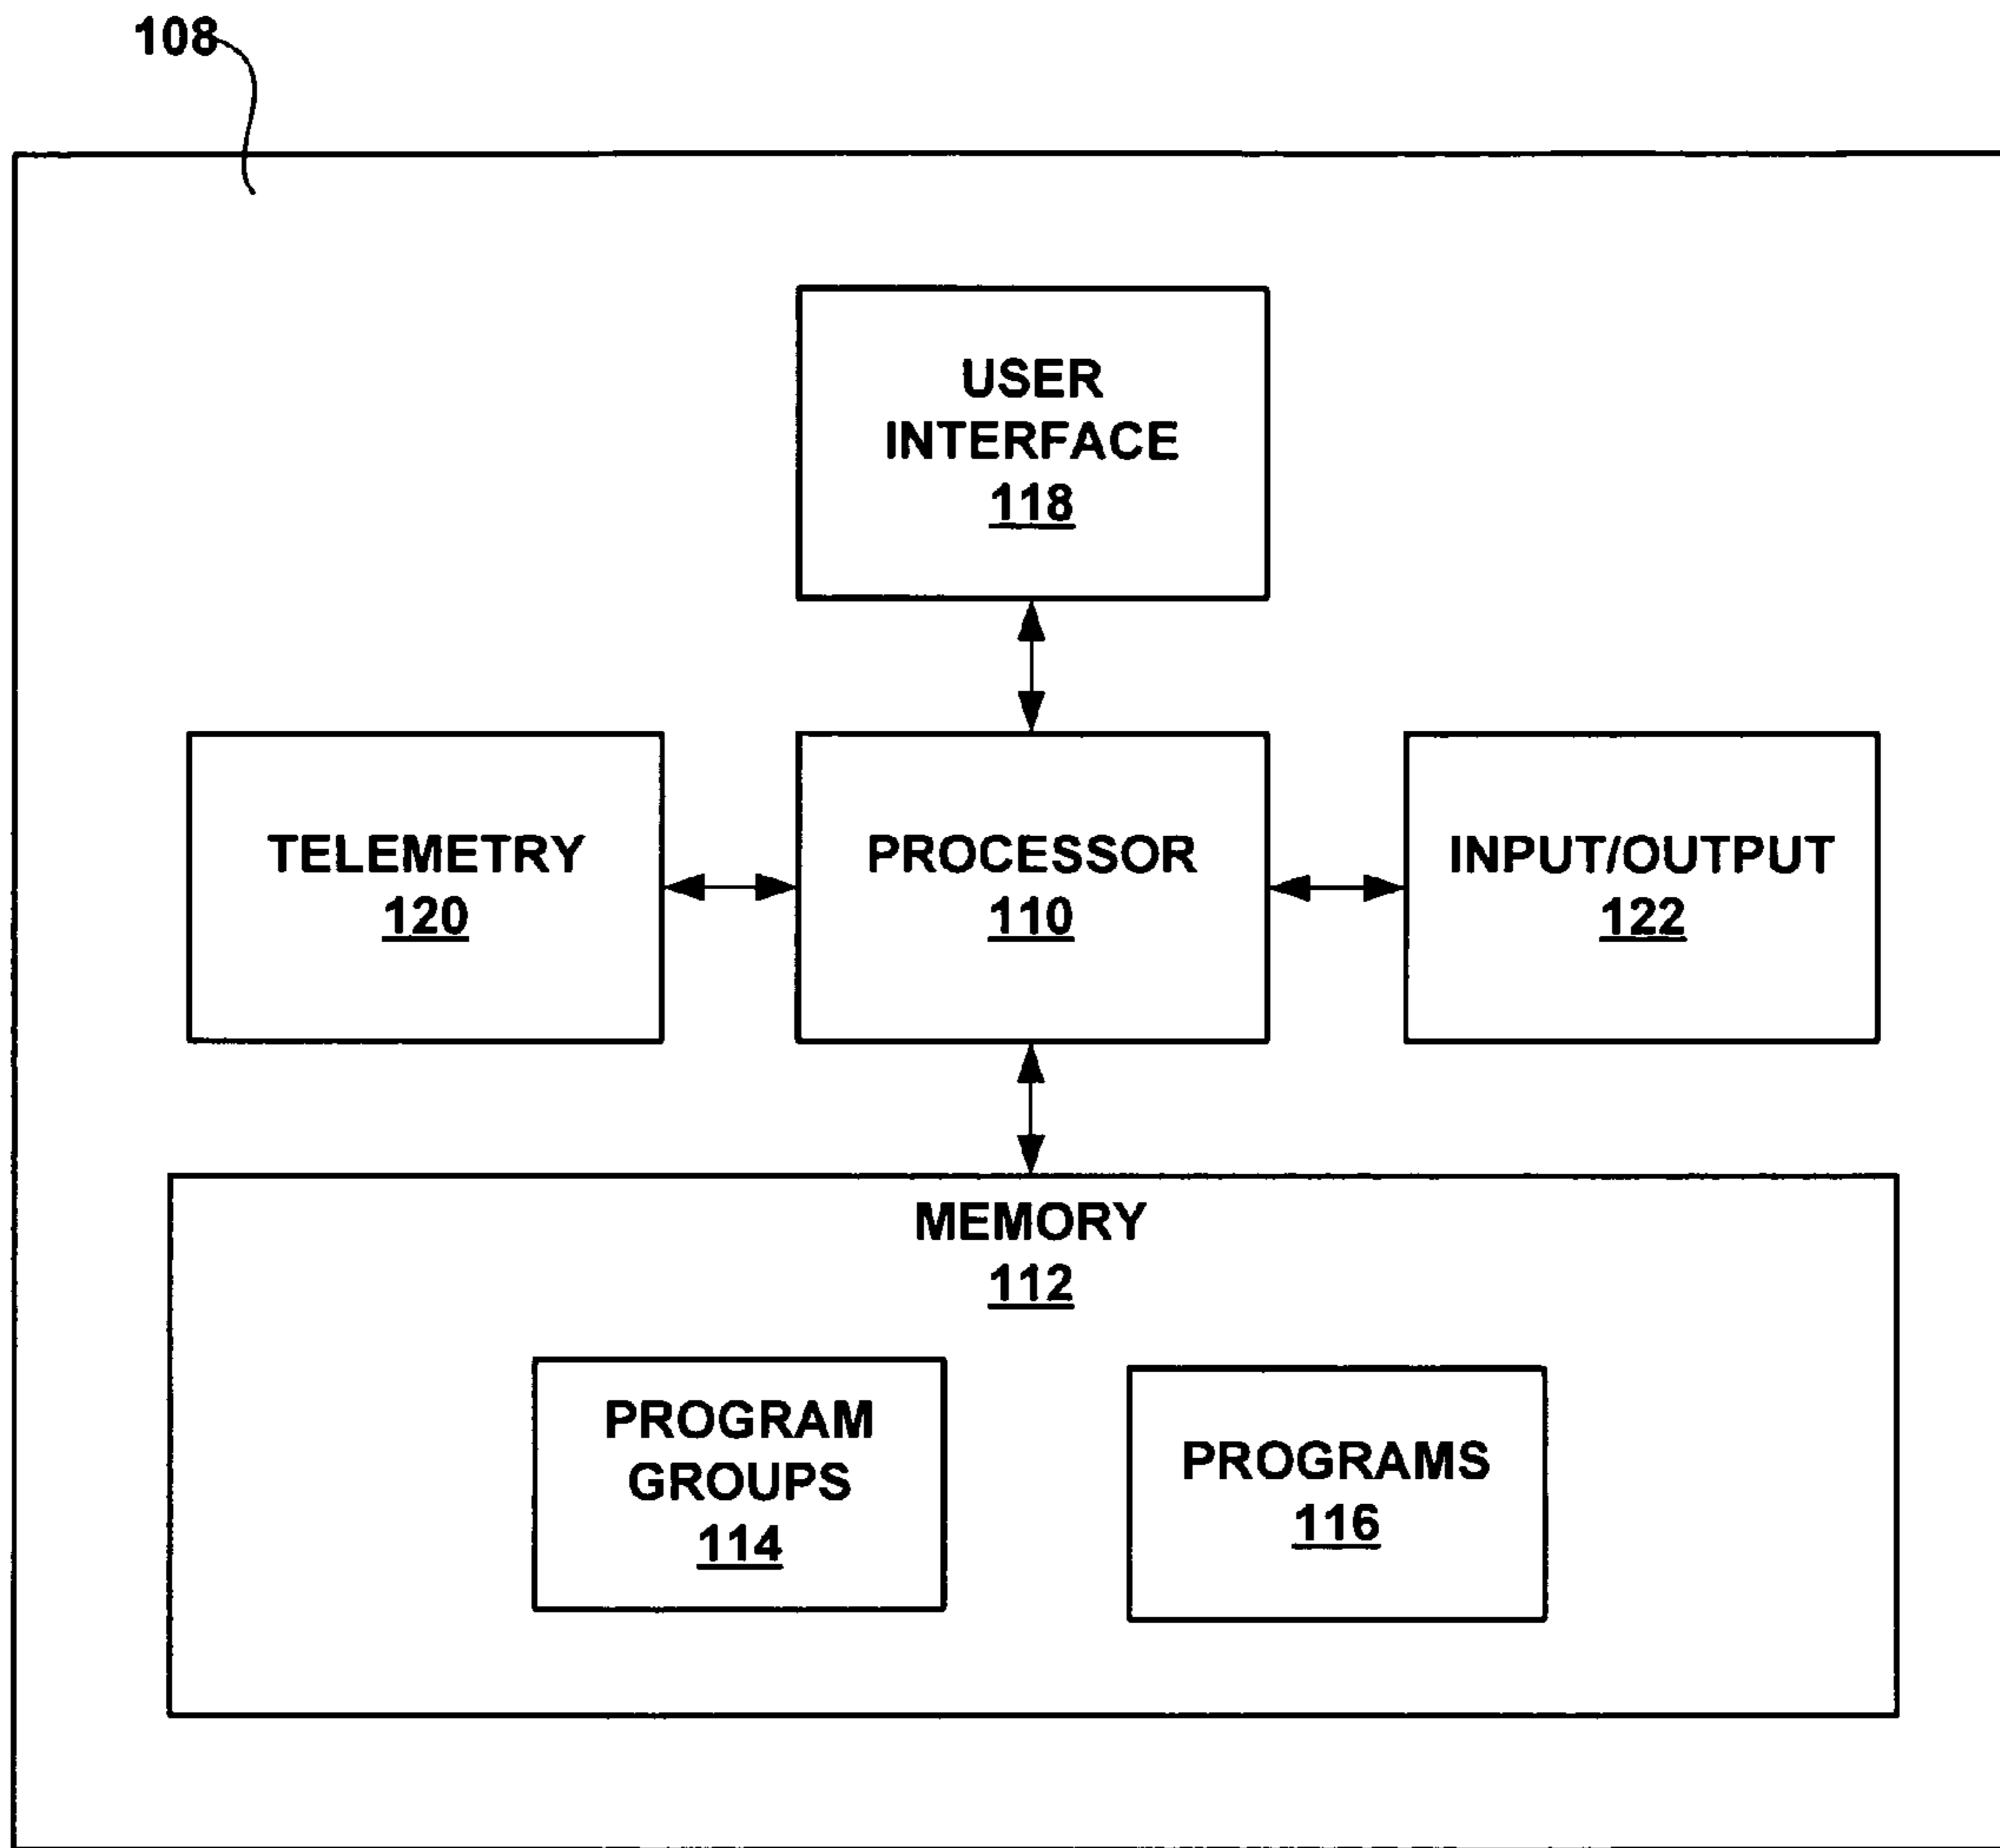 108
USER
INTERFACE
118
TELEMETRY
120
PROCESSOR
110
INPUT/OUTPUT
122
MEMORY
112
PROGRAM
GROUPS
114
PROGRAMS
116